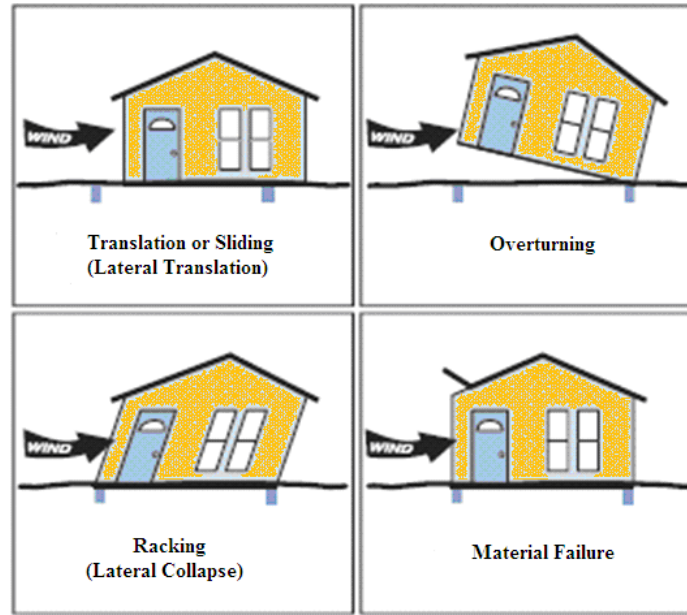 WIND
Translation or Sliding
(Lateral Translation)
WIND
Overturning
WIND
Racking
(Lateral Collapse)
WIND
Material Failure